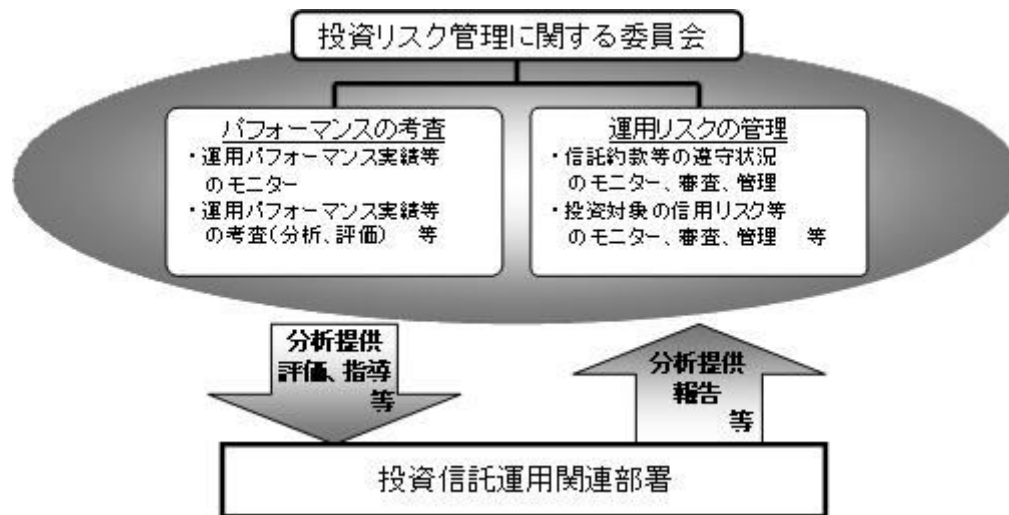 投資リスク管理に関する委員会
パフォーマンスの考査
・運用パフォーマンス実績等
のモニター
・運用パフォーマンス実績等
の考査(分析、評価) 等
運用リスクの管理
・信託約款等の遵守状況
のモニター、審査、管理
・投資対象の信用リスク等
のモニター、審査、管理 等
分析提供
評価、指導
等
分析提供
報告
等
投資信託運用関連部署